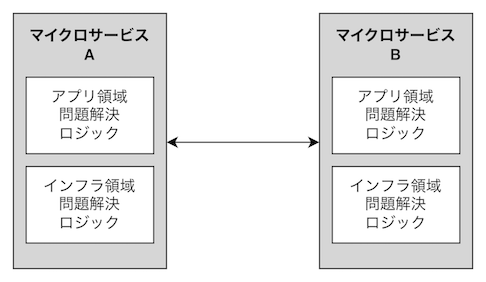 マイクロサービス
A
アプリ領域
問題解決
ロジック
インフラ領域
問題解決
ロジック
マイクロサービス
B
アプリ領域
問題解決
ロジック
インフラ領域
問題解決
ロジック